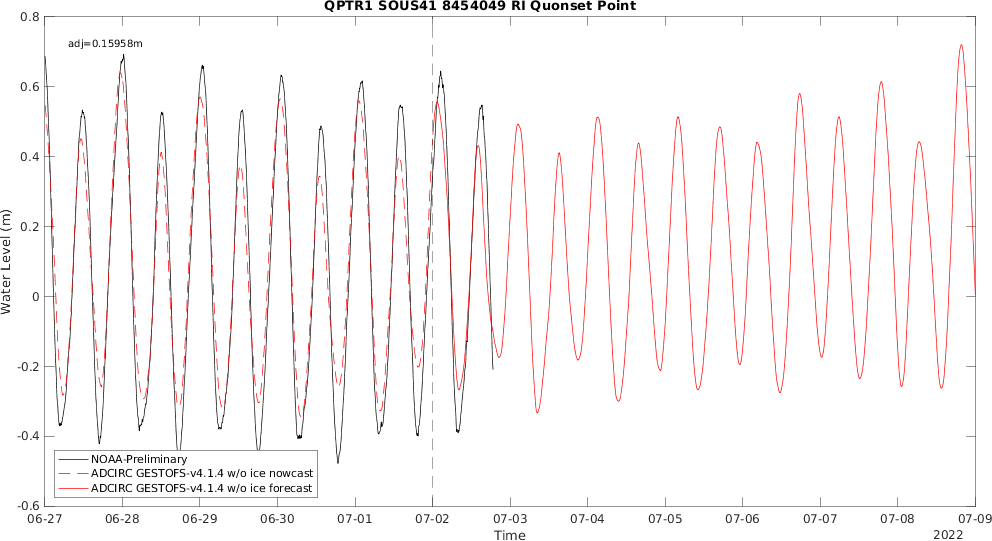 QPTR1 SOUS41 8454049 RI Quonset Point
adj=0.15958m
Water Level (m)
0.8
0.6
0.4
0.2
0
-0.2
-0.4
-0.6
NOAA-Preliminary
ADCIRC GESTOFS-v4.1.4 w/o ice nowcast
ADCIRC GESTOFS-v4.1.4 w/o ice forecast
06-27 06-28 06-29 06-30 07-01 07-02 07-03 07-04 07-05 07-06 07-07 07-08 07-09
Time
2022